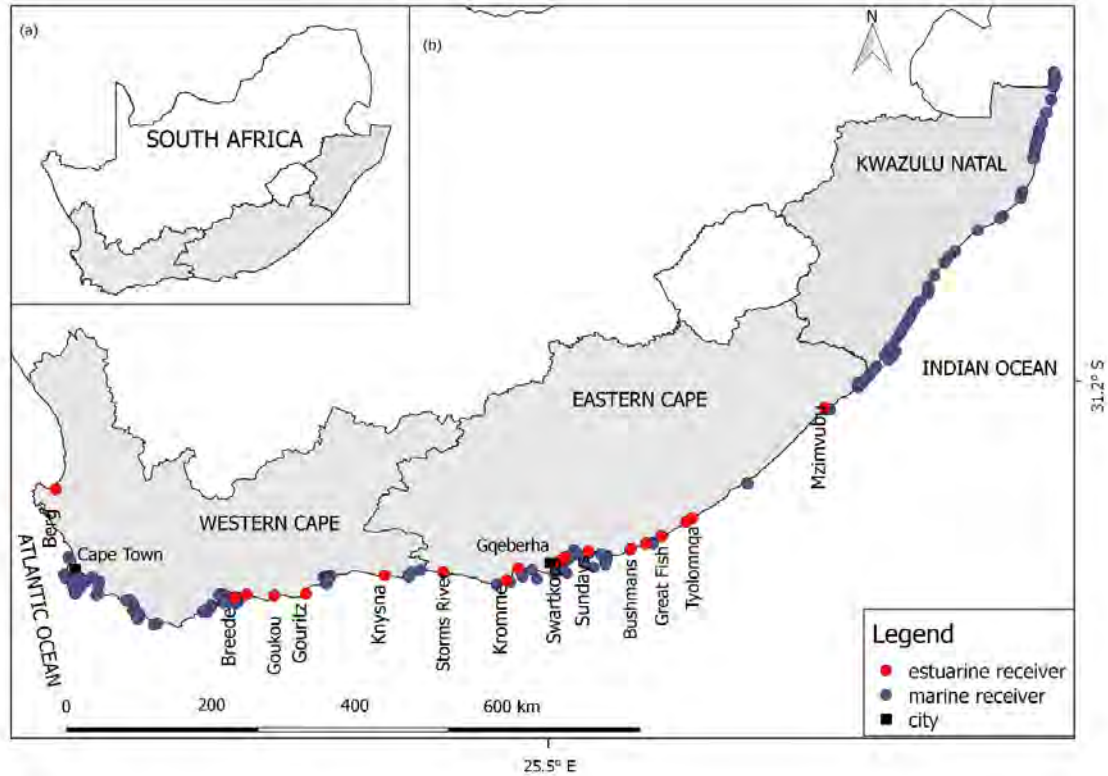 (a)
SOUTH AFRICA
(b)
N
KWAZULU NATAL
INDIAN OCEAN
EASTERN CAPE
31.2° S
Mzimvubu
WESTERN CAPE
Berg
Cape Town
ATLANTIC OCEAN
Breede
Goukou
Gouritz
Knysna
Storms River
Kromme
Gqeberha
Swartkops
Sundays
Bushmans
Great Fish
Tyolomnqa
0
200
400
600 km
25.5° E
Legend
estuarine receiver
marine receiver
city